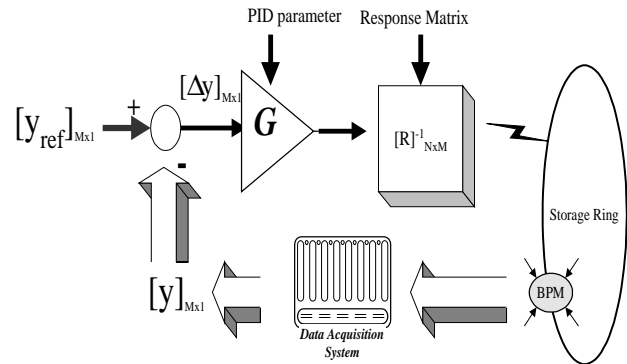 PID parameter
Response Matrix
[y_ref]_Mx1
+
[Δy]_Mx1
G
[R]^-1_NxM
-
Storage Ring
[y]_Mx1
BPM
Data Acquisition
System